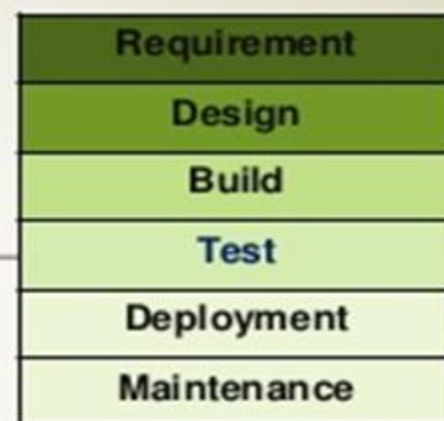 Requirement
Design
Build
Test
Deployment
Maintenance